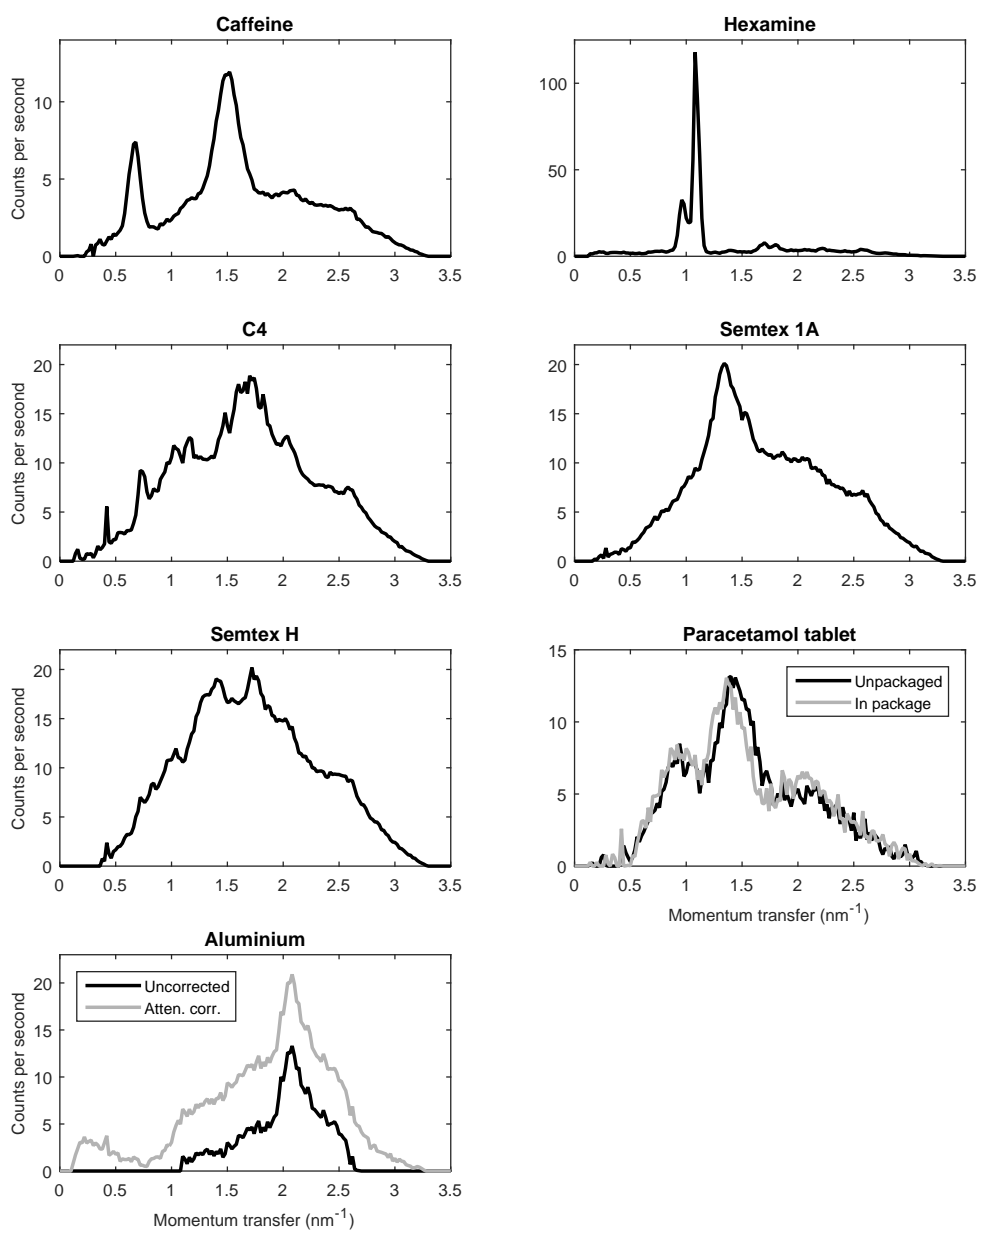 Caffeine
10
5
0
Counts per second
0 0.5 1 1.5 2 2.5 3 3.5
Hexamine
100
50
0
0 0.5 1 1.5 2 2.5 3 3.5
C4
20
15
10
5
0
Counts per second
0 0.5 1 1.5 2 2.5 3 3.5
Semtex 1A
20
15
10
5
0
0 0.5 1 1.5 2 2.5 3 3.5
Semtex H
20
15
10
5
0
Counts per second
0 0.5 1 1.5 2 2.5 3 3.5
Paracetamol tablet
15
10
5
0
Unpackaged
In package
0 0.5 1 1.5 2 2.5 3 3.5
Momentum transfer (nm⁻¹)
Aluminium
20
15
10
5
0
Counts per second
Uncorrected
Atten. corr.
0 0.5 1 1.5 2 2.5 3 3.5
Momentum transfer (nm⁻¹)